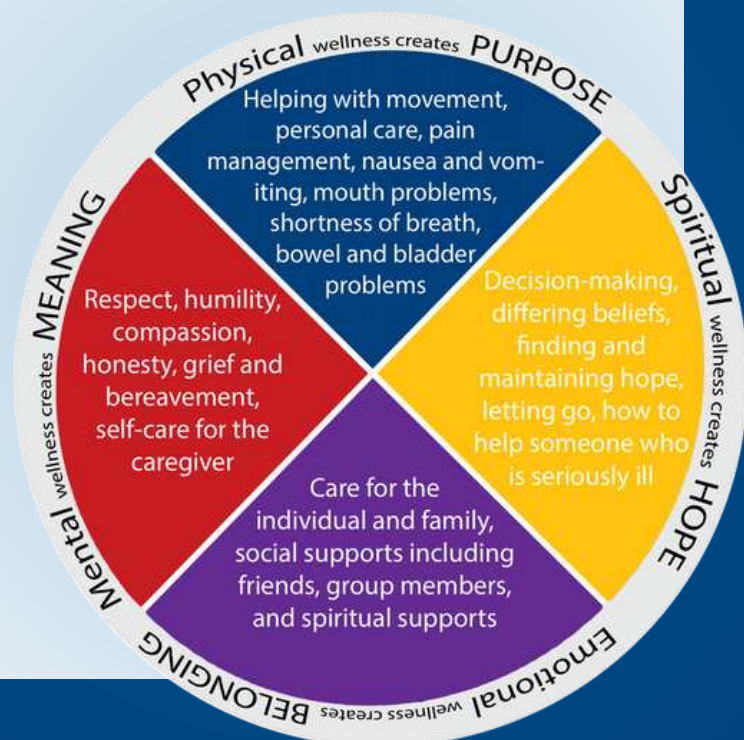 Physical wellness creates PURPOSE
Helping with movement,
personal care, pain
management, nausea and vom-
iting, mouth problems,
shortness of breath,
bowel and bladder
problems
Spiritual wellness creates HOPE
Decision-making,
differing beliefs,
finding and
maintaining hope,
letting go, how to
help someone who
is seriously ill
Emotional wellness creates BELONGING
Care for the
individual and family,
social supports including
friends, group members,
and spiritual supports
Mental wellness creates MEANING
Respect, humility,
compassion,
honesty, grief and
bereavement,
self-care for the
caregiver